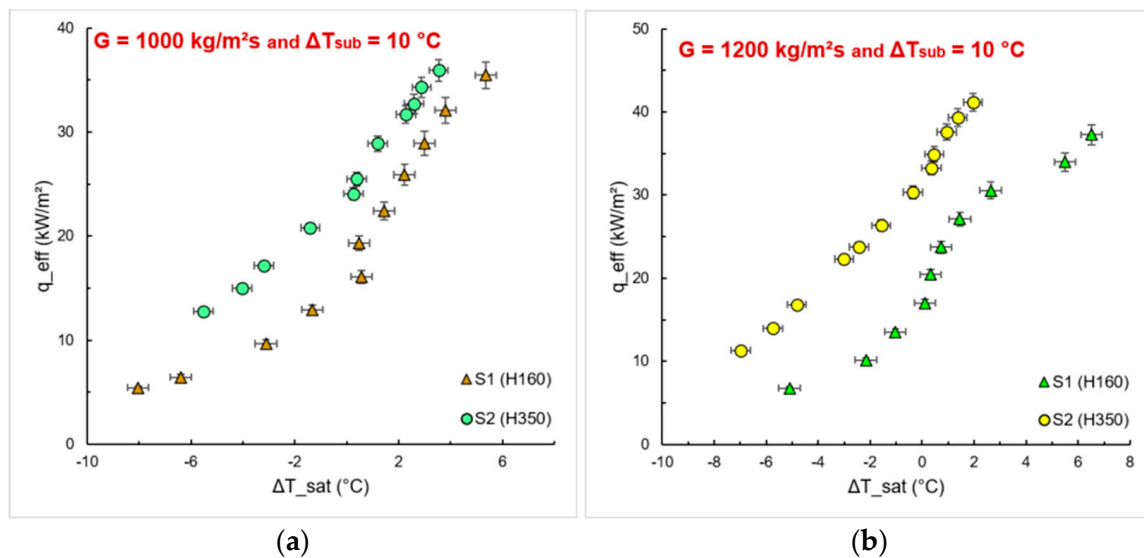 G = 1000 kg/m²s and ΔTsub = 10 °C
40
30
20
10
0
q_eff (kW/m²)
S1 (H160)
S2 (H350)
-10 -6 -2 2 6
ΔT_sat (°C)
(a)
G = 1200 kg/m²s and ΔTsub = 10 °C
50
40
30
20
10
0
q_eff (kW/m²)
S1 (H160)
S2 (H350)
-10 -8 -6 -4 -2 0 2 4 6 8
ΔT_sat (°C)
(b)